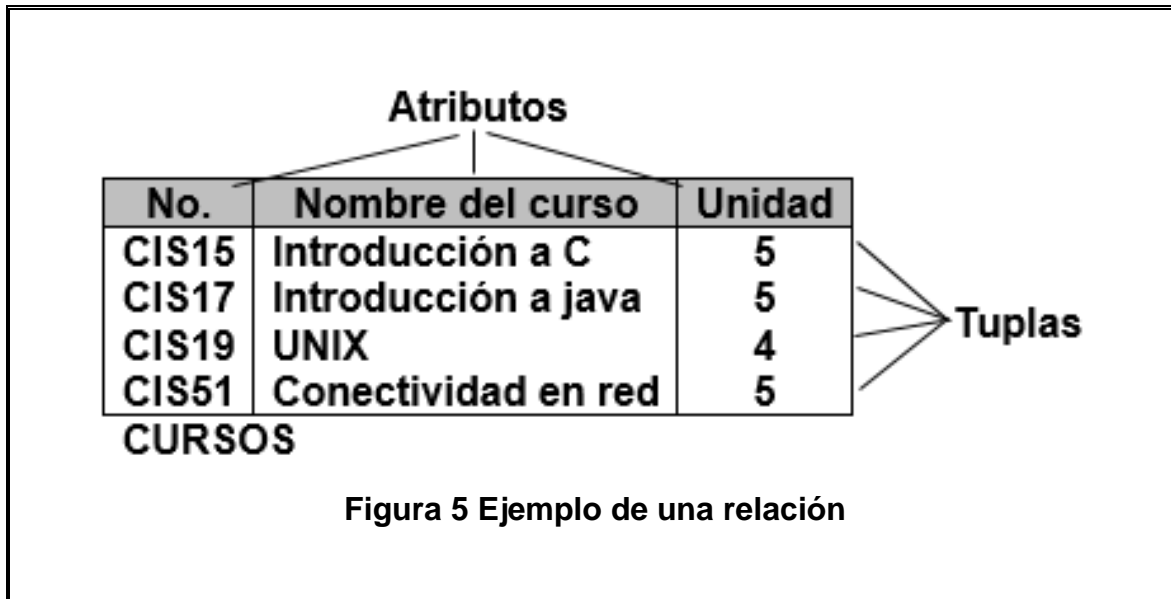 Atributos
No. Nombre del curso Unidad
CIS15 Introducción a C 5
CIS17 Introducción a java 5
CIS19 UNIX 4
CIS51 Conectividad en red 5
Tuplas
CURSOS
Figura 5 Ejemplo de una relación